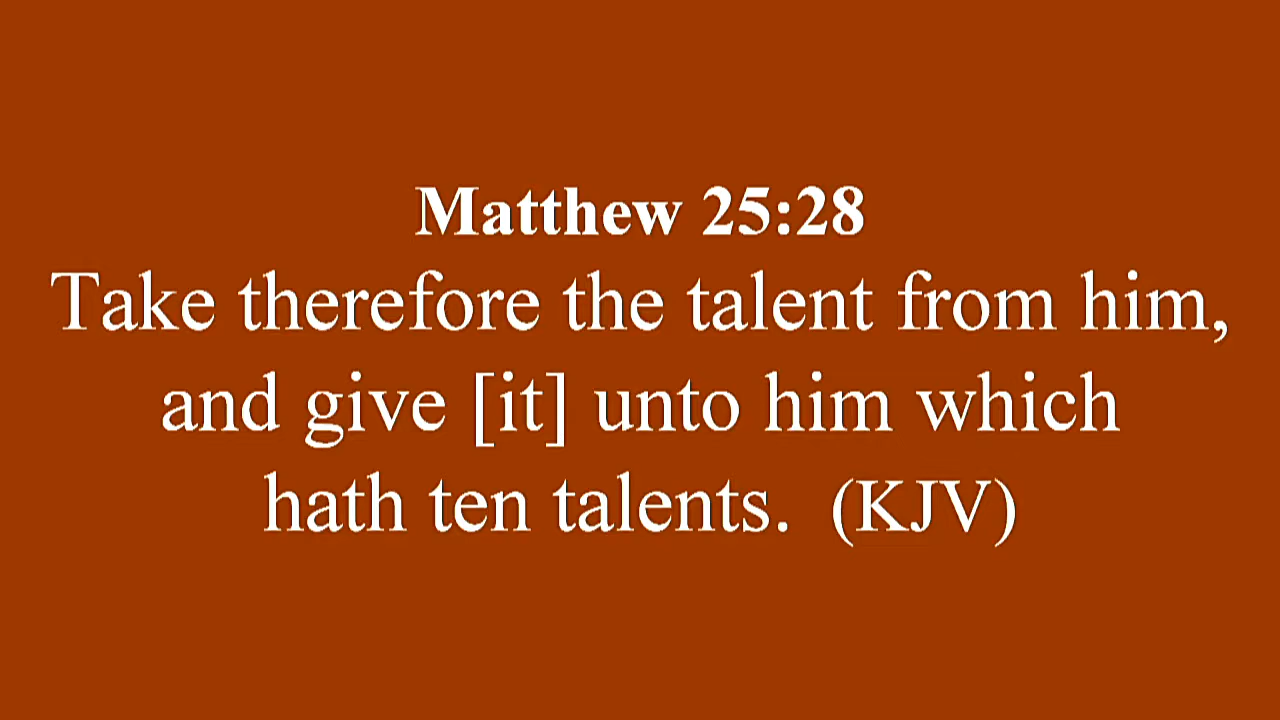 Matthew 25:28
Take therefore the talent from him,
and give [it] unto him which
hath ten talents. (KJV)